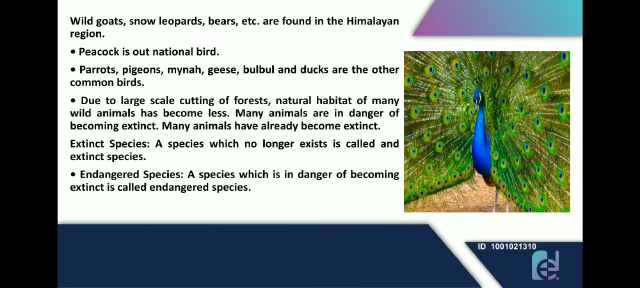 Wild goats, snow leopards, bears, etc. are found in the Himalayan
region.
• Peacock is out national bird.
• Parrots, pigeons, mynah, geese, bulbul and ducks are the other
common birds.
• Due to large scale cutting of forests, natural habitat of many
wild animals has become less. Many animals are in danger of
becoming extinct. Many animals have already become extinct.
Extinct Species: A species which no longer exists is called and
extinct species.
• Endangered Species: A species which is in danger of becoming
extinct is called endangered species.
ID 1001021310